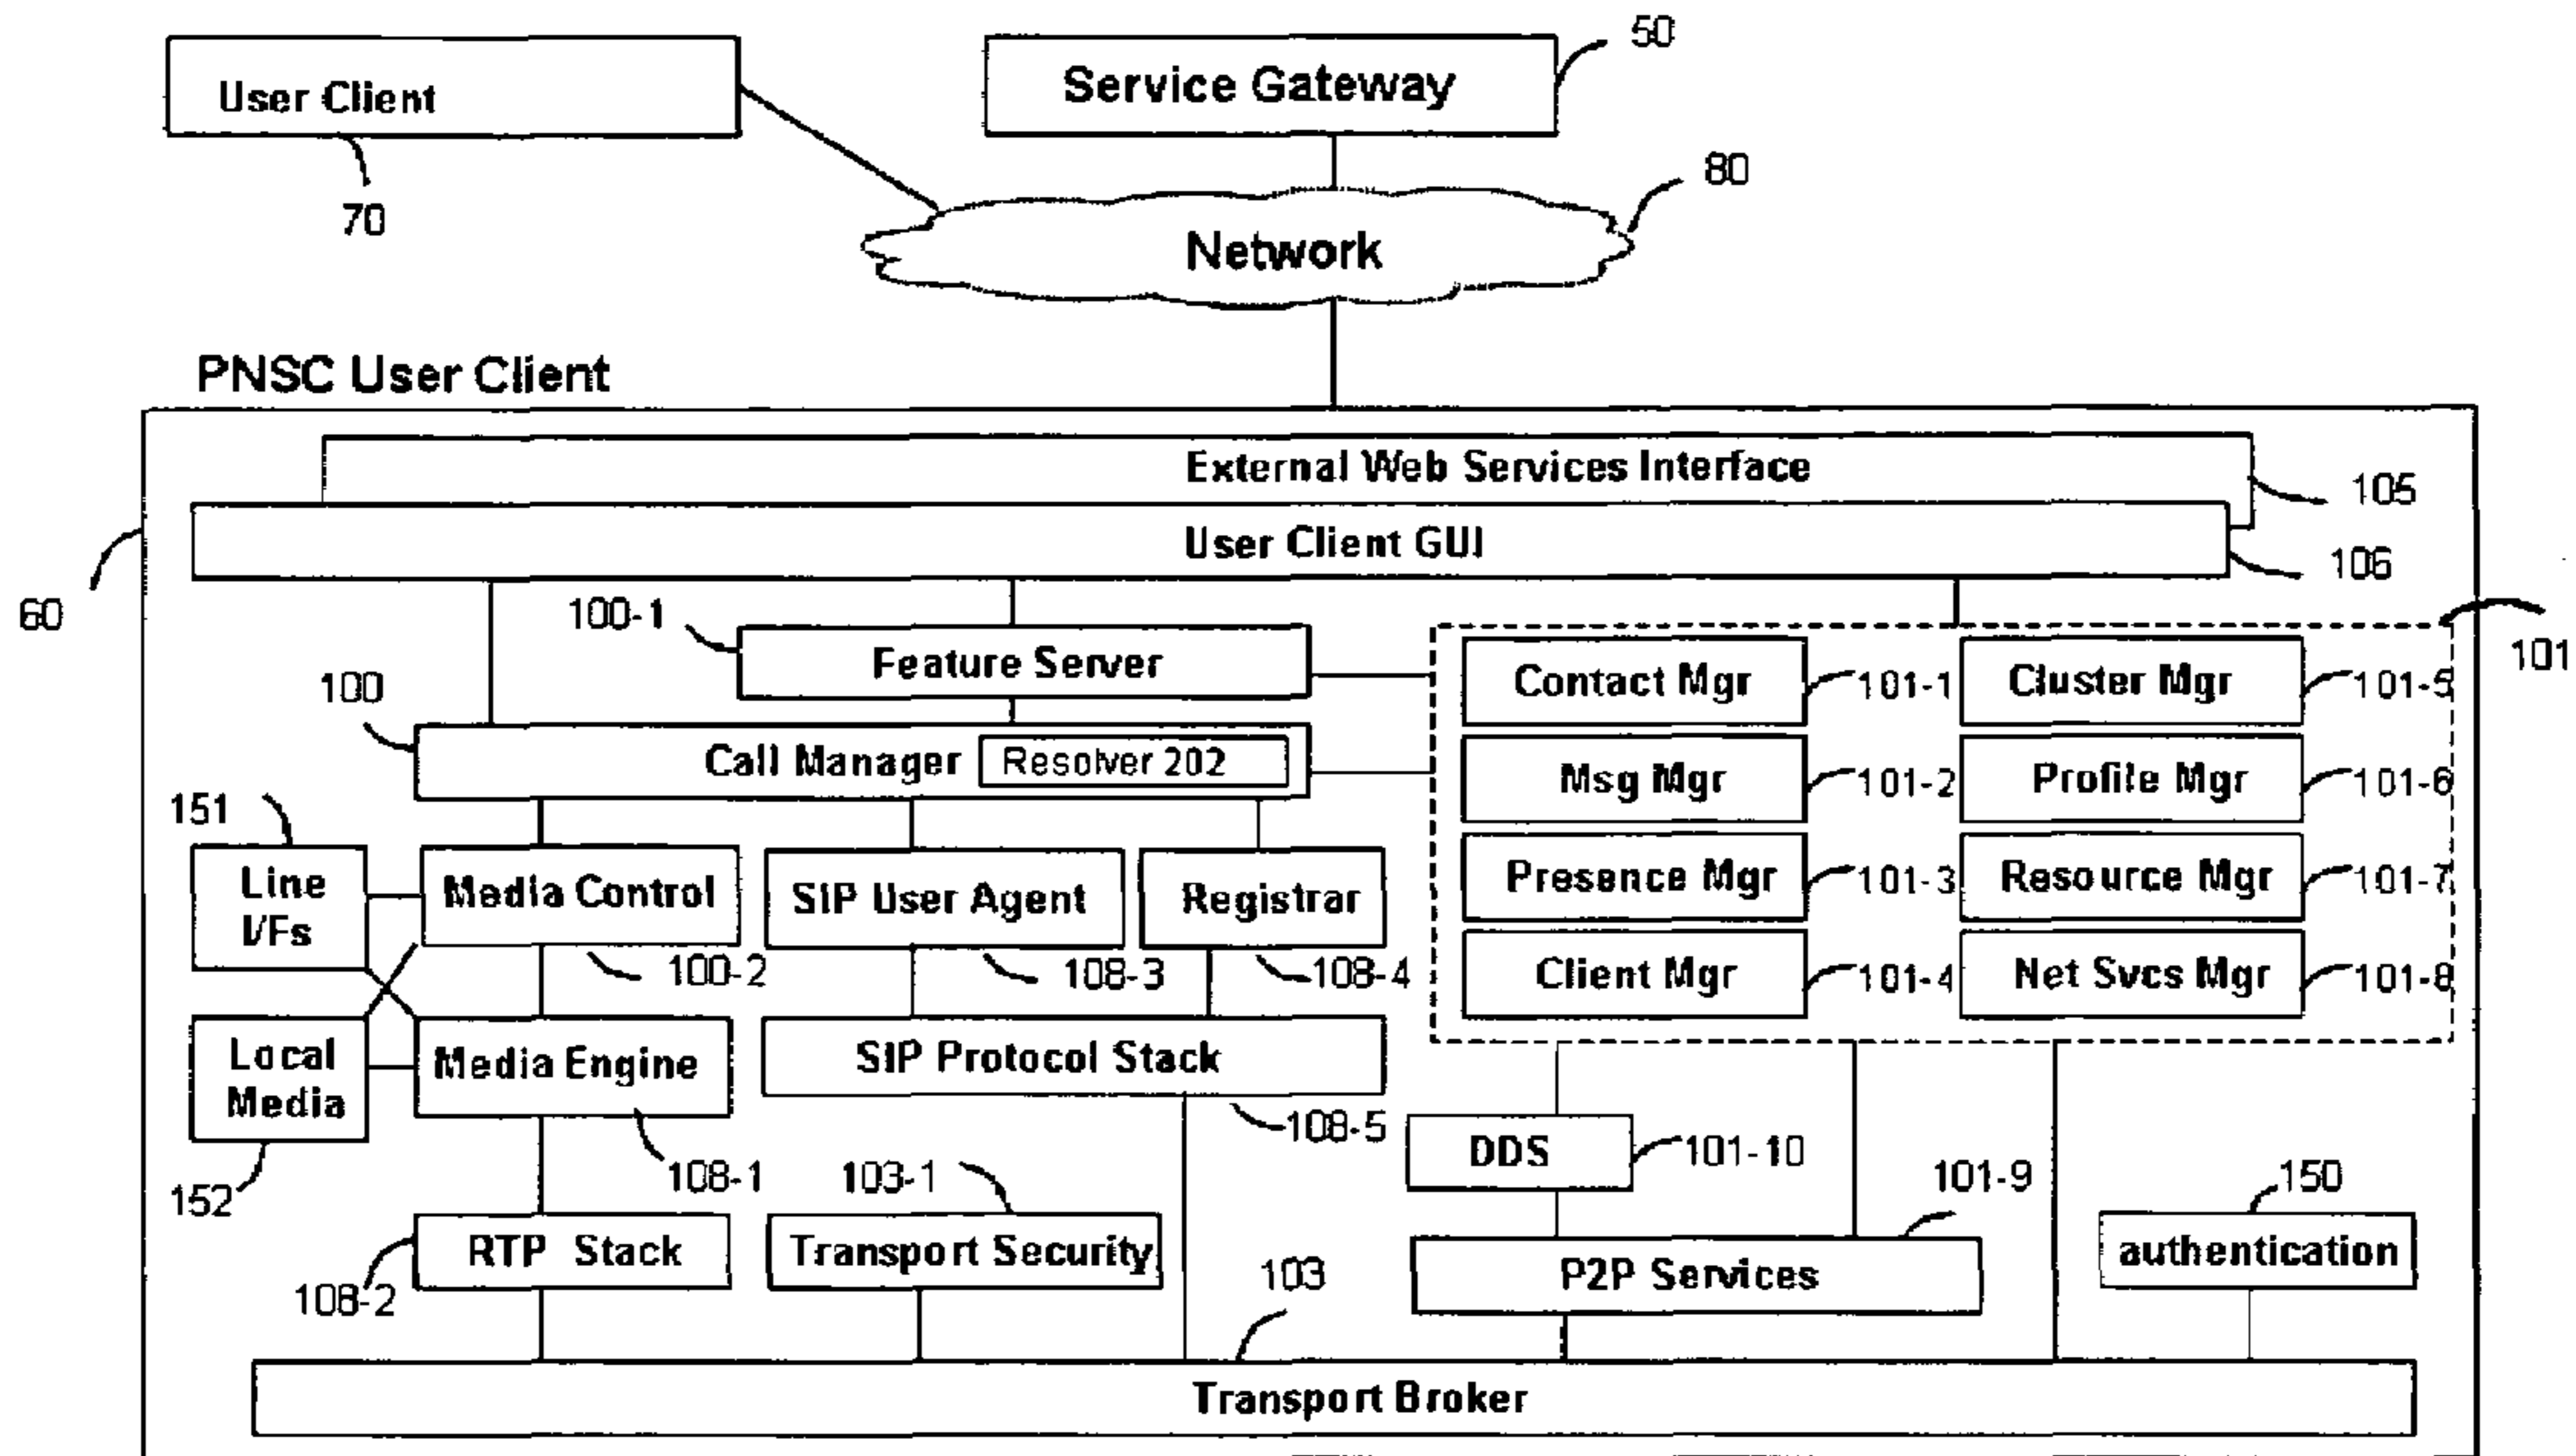 50
User Client
Service Gateway
80
70
Network
PNSC User Client
External Web Services Interface
105
User Client GUI
106
60
100-1
101
Feature Server
Contact Mgr
101-1
Cluster Mgr
101-5
100
Call Manager
Resolver 202
Msg Mgr
101-2
Profile Mgr
101-6
151
Line
I/Fs
Media Control
SIP User Agent
Registrar
Presence Mgr
101-3
Resource Mgr
101-7
100-2
108-3
108-4
Client Mgr
101-4
Net Svcs Mgr
101-8
Local
Media
Media Engine
SIP Protocol Stack
108-5
DDS
101-10
152
108-1
103-1
101-9
150
RTP Stack
Transport Security
authentication
108-2
103
P2P Services
Transport Broker